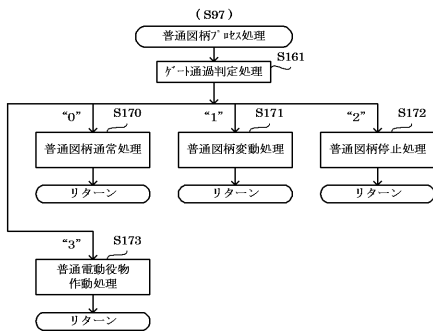 (S97)
普通図柄ﾌﾟﾛｾｽ処理
S161
ｹﾞｰﾄ通過判定処理
“0” S170 “1” S171 “2” S172
普通図柄通常処理 普通図柄変動処理 普通図柄停止処理
リターン リターン リターン
“3” S173
普通電動役物
作動処理
リターン